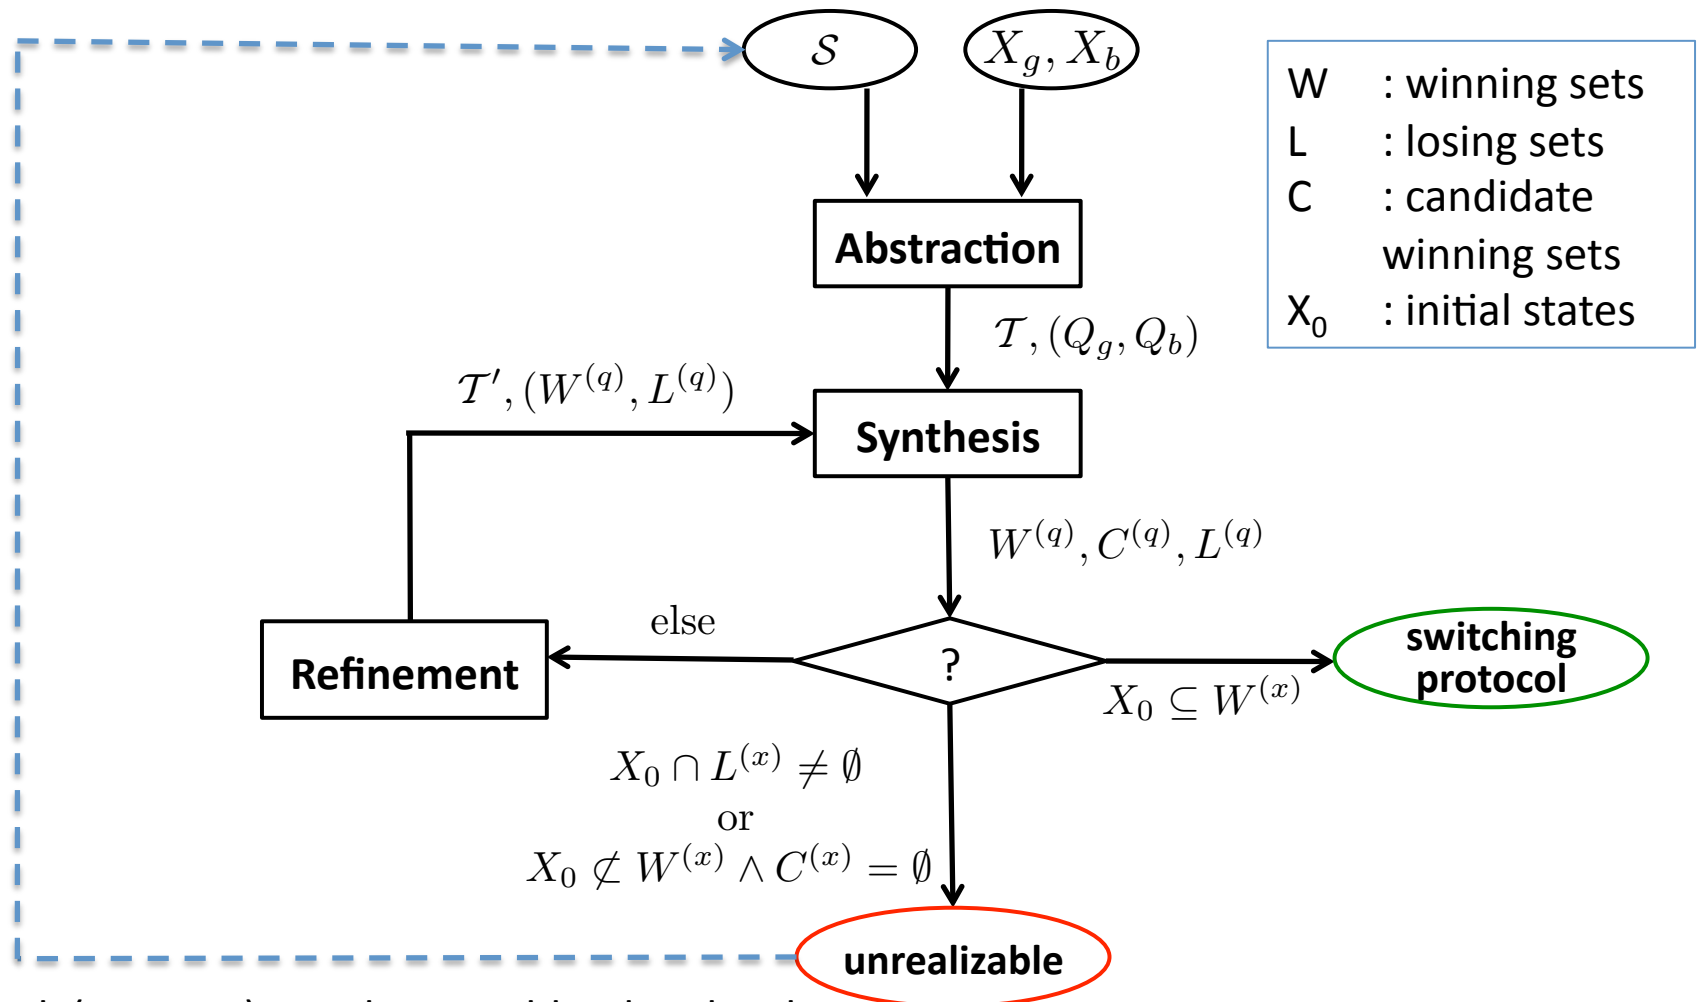 𝒮
X_g, X_b
W : winning sets
L : losing sets
C : candidate
winning sets
X_0 : initial states
Abstraction
𝒯, (Q_g, Q_b)
𝒯′, (W^(q), L^(q))
Synthesis
W^(q), C^(q), L^(q)
else
?
Refinement
switching
protocol
X_0 ⊆ W^(x)
X_0 ∩ L^(x) ≠ ∅
or
X_0 ⊄ W^(x) ∧ C^(x) = ∅
unrealizable